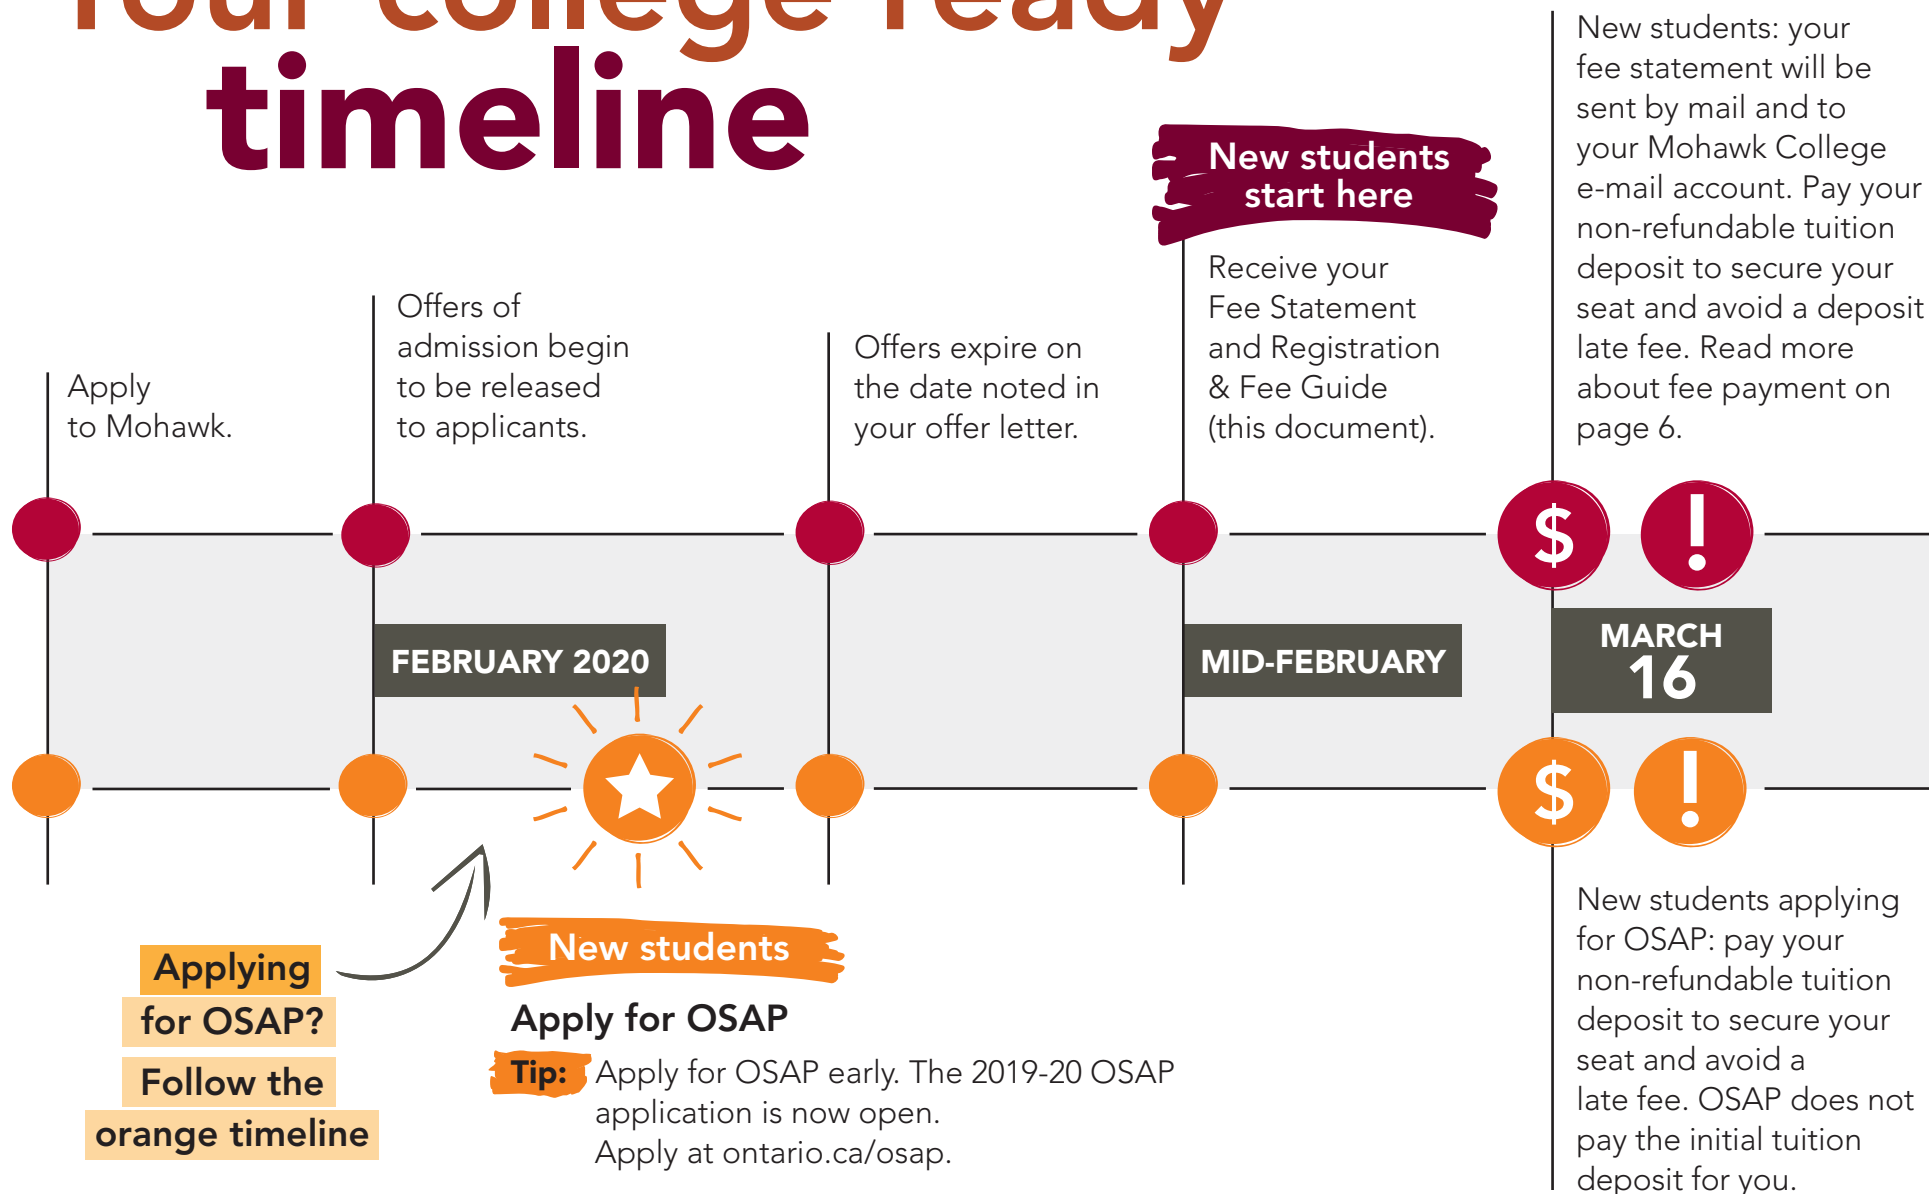 Your college ready
timeline
New students: your
fee statement will be
sent by mail and to
your Mohawk College
e-mail account. Pay your
non-refundable tuition
deposit to secure your
seat and avoid a deposit
late fee. Read more
about fee payment on
page 6.
New students
start here
Receive your
Fee Statement
and Registration
& Fee Guide
(this document).
Offers of
admission begin
to be released
to applicants.
Offers expire on
the date noted in
your offer letter.
Apply
to Mohawk.
$
!
FEBRUARY 2020
MID-FEBRUARY
MARCH
16
$
!
Applying
for OSAP?
Follow the
orange timeline
New students
Apply for OSAP
Tip: Apply for OSAP early. The 2019-20 OSAP
application is now open.
Apply at ontario.ca/osap.
New students applying
for OSAP: pay your
non-refundable tuition
deposit to secure your
seat and avoid a
late fee. OSAP does not
pay the initial tuition
deposit for you.